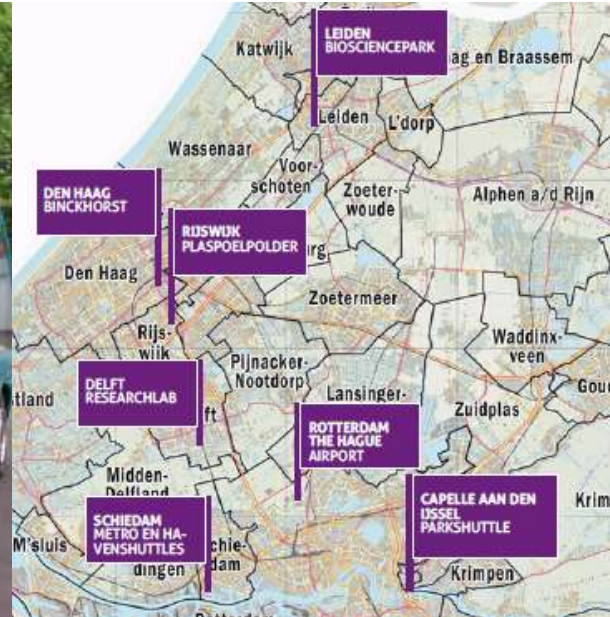 LEIDEN
BIOSCIENCEPARK
Katwijk
ag en Braassem
Leiden
L'dorp
Wassenaar
Voor-
schoten
Zoeter-
woude
Alphen a/d Rijn
DEN HAAG
BINCKHORST
RIJSWIJK
PLASPOELPOLDER
rg
Den Haag
Zoetermeer
Rijs-
wijk
Waddinx-
veen
Pijnacker-
Nootdorp
Gou
tland
DELFT
RESEARCHLAB
ft
Lansinger-
Zuidplas
ROTTERDAM
THE HAGUE
AIRPORT
Midden-
Delfland
CAPELLE AAN DEN
IJSSEL
PARKSHUTTLE
Krim
SCHIEDAM
METRO EN HA-
VENSHUTTLES
M'sluis
chie-
dam
dingen
Krimpen